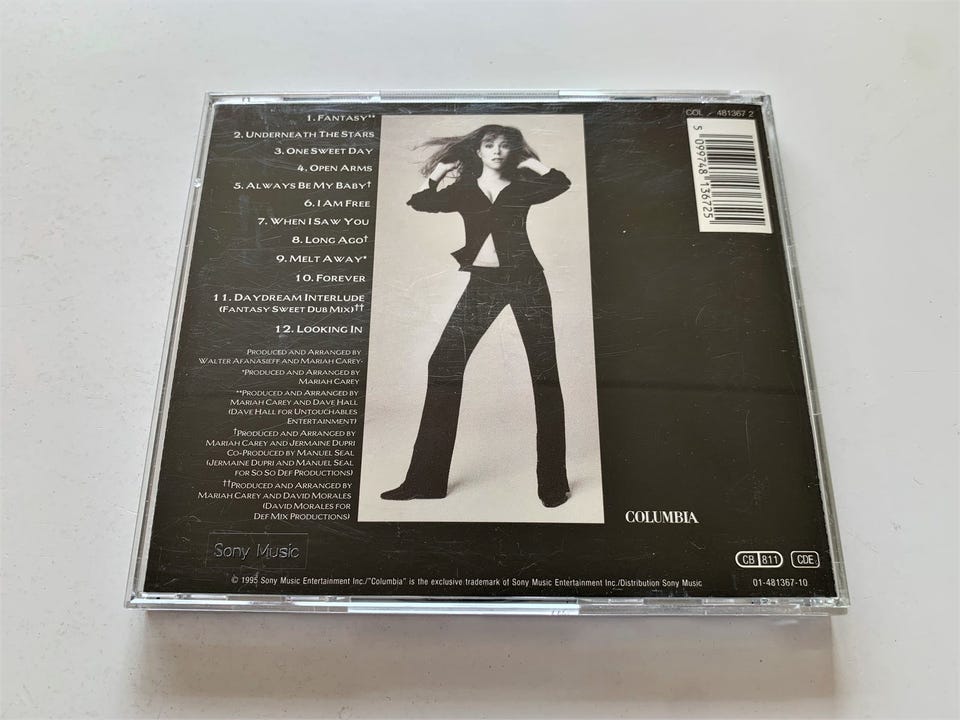 1. Fantasy**
2. Underneath The Stars
3. One Sweet Day
4. Open Arms
5. Always Be My Baby†
6. I Am Free
7. When I Saw You
8. Long Ago†
9. Melt Away*
10. Forever
11. Daydream Interlude
(Fantasy Sweet Dub Mix)††
12. Looking In
Produced and Arranged by
Walter Afanasieff and Mariah Carey.
*Produced and Arranged by
Mariah Carey
**Produced and Arranged by
Mariah Carey and Dave Hall
(Dave Hall for Untouchables
Entertainment)
†Produced and Arranged by
Mariah Carey and Jermaine Dupri
Co-Produced by Manuel Seal
(Jermaine Dupri and Manuel Seal
for So So Def Productions)
††Produced and Arranged by
Mariah Carey and David Morales
(David Morales for
Def Mix Productions)
COL 481367 2
5 099748 136725
COLUMBIA
Sony Music
CB 811 CDE
© 1995 Sony Music Entertainment Inc./"Columbia" is the exclusive trademark of Sony Music Entertainment Inc./Distribution Sony Music
01-481367-10